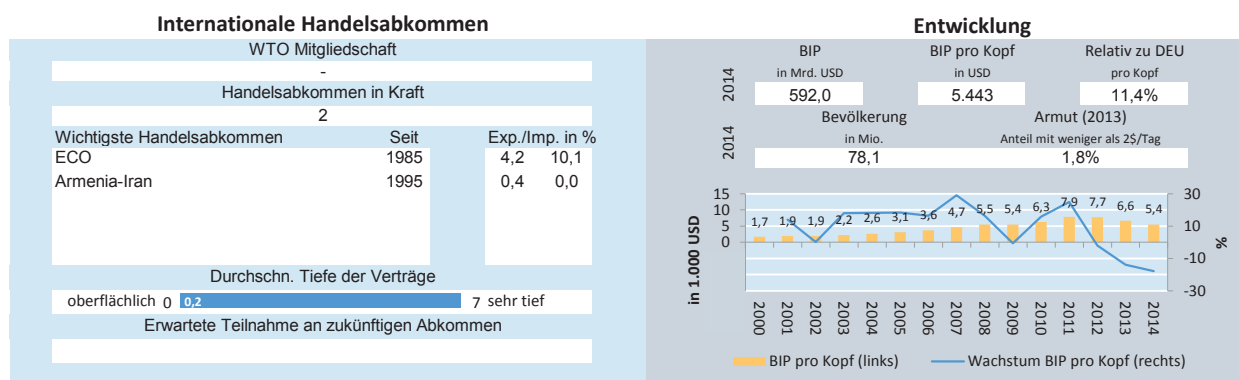 Internationale Handelsabkommen
WTO Mitgliedschaft
-
Handelsabkommen in Kraft
2
Wichtigste Handelsabkommen Seit Exp./Imp. in %
ECO 1985 4,2 10,1
Armenia-Iran 1995 0,4 0,0
Durchschn. Tiefe der Verträge
oberflächlich 0 0,2 7 sehr tief
Erwartete Teilnahme an zukünftigen Abkommen
Entwicklung
BIP BIP pro Kopf Relativ zu DEU
2014
in Mrd. USD in USD pro Kopf
592,0 5.443 11,4%
Bevölkerung Armut (2013)
2014
in Mio. Anteil mit weniger als 2$/Tag
78,1 1,8%
in 1.000 USD
15
10
5
0
1,7 1,9 1,9 2,2 2,6 3,1 3,6 4,7 5,5 5,4 6,3 7,9 7,7 6,6 5,4
30
10
-10
-30
%
2000 2001 2002 2003 2004 2005 2006 2007 2008 2009 2010 2011 2012 2013 2014
BIP pro Kopf (links) Wachstum BIP pro Kopf (rechts)